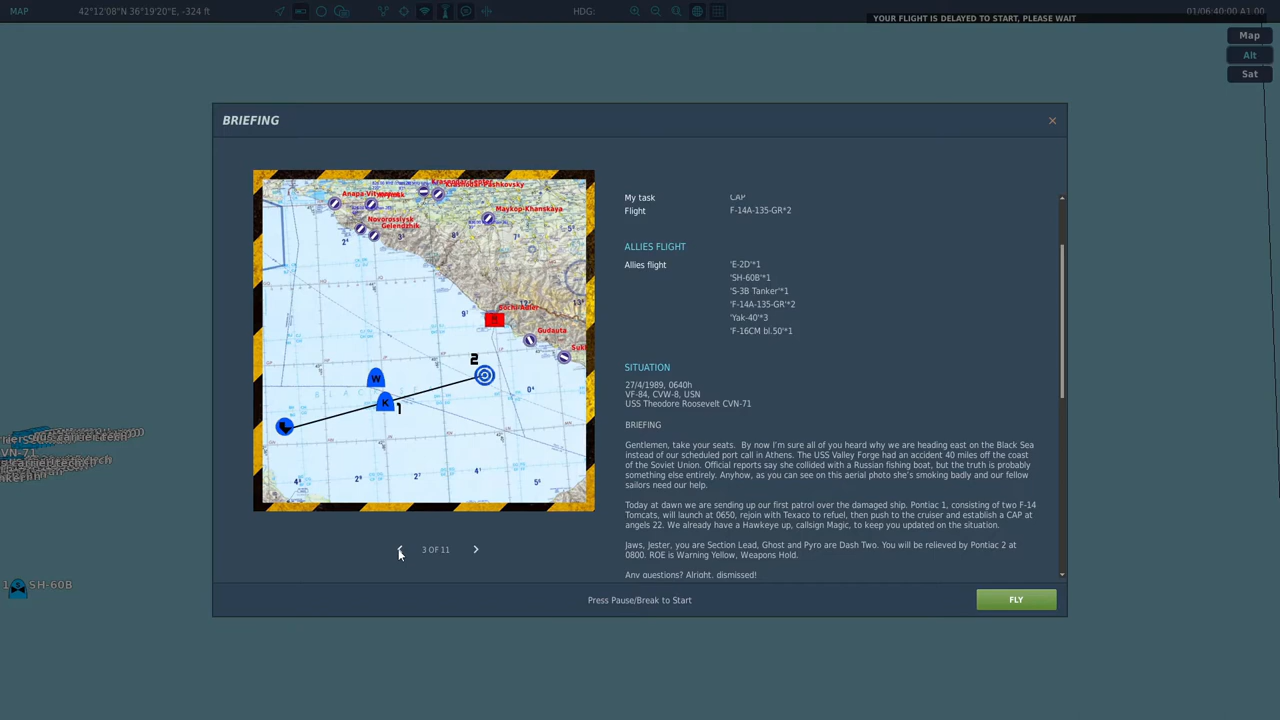 MAP
42°12'08"N 36°19'20"E, -324 ft
HDG:
01/06:40:00 A1.00
YOUR FLIGHT IS DELAYED TO START, PLEASE WAIT
Map
Alt
Sat
BRIEFING
Krasnodar-Center
Krasnodar-Pashkovsky
Maykop-Khanskaya
Novorossiysk
Gelendzhik
Sochi-Adler
Gudauta
W
K
1
2
My task CAP
Flight F-14A-135-GR*2
ALLIES FLIGHT
Allies flight 'E-2D'*1
'SH-60B'*1
'S-3B Tanker'*1
'F-14A-135-GR'*2
'Yak-40'*3
'F-16CM bl.50'*1
SITUATION
27/4/1989, 0640h
VF-84, CVW-8, USN
USS Theodore Roosevelt CVN-71
BRIEFING
Gentlemen, take your seats. By now I'm sure all of you heard why we are heading east on the Black Sea
instead of our scheduled port call in Athens. The USS Valley Forge had an accident 40 miles off the coast
of the Soviet Union. Official reports say she collided with a Russian fishing boat, but the truth is probably
something else entirely. Anyhow, as you can see on this aerial photo she's smoking badly and our fellow
sailors need our help.
Today at dawn we are sending up our first patrol over the damaged ship. Pontiac 1, consisting of two F-14
Tomcats, will launch at 0650, rejoin with Texaco to refuel, then push to the cruiser and establish a CAP at
angels 22. We already have a Hawkeye up, callsign Magic, to keep you updated on the situation.
Jaws, Jester, you are Section Lead, Ghost and Pyro are Dash Two. You will be relieved by Pontiac 2 at
0800. ROE is Warning Yellow, Weapons Hold.
Any questions? Alright, dismissed!
3 OF 11
Press Pause/Break to Start
FLY
VN-71
1 SH-60B